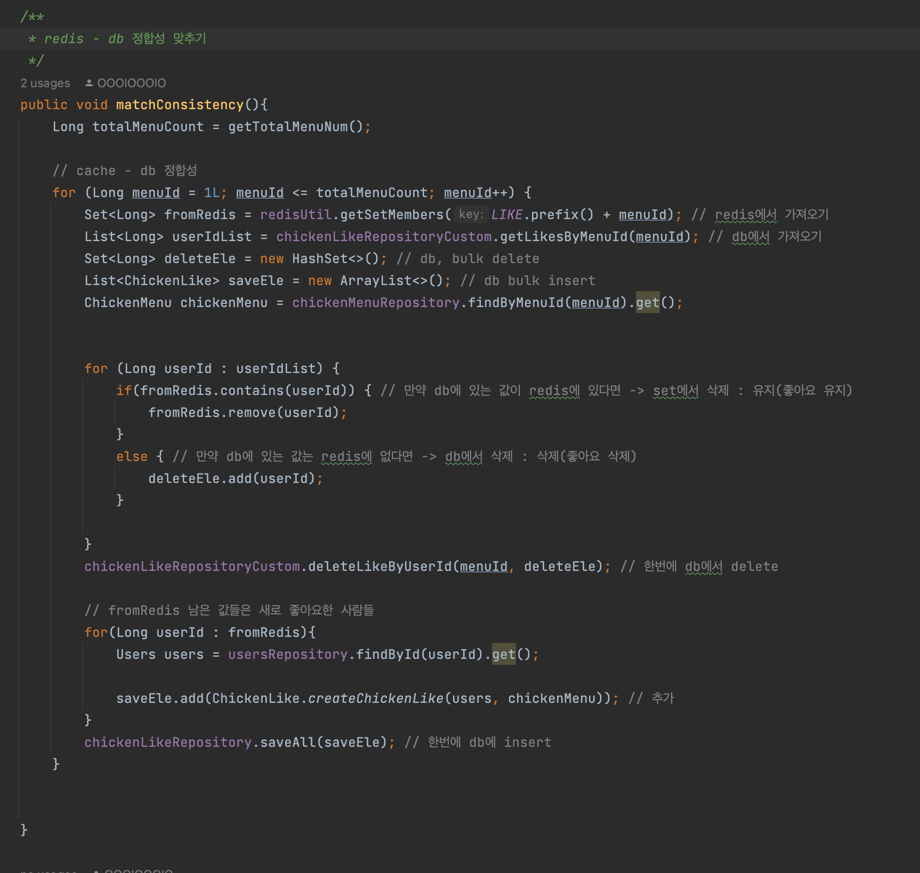 /**
* redis - db 정합성 맞추기
*/
2 usages OOOIOOOIO
public void matchConsistency(){
Long totalMenuCount = getTotalMenuNum();
// cache - db 정합성
for (Long menuId = 1L; menuId <= totalMenuCount; menuId++) {
Set<Long> fromRedis = redisUtil.getSetMembers( key: LIKE.prefix() + menuId); // redis에서 가져오기
List<Long> userIdList = chickenLikeRepositoryCustom.getLikesByMenuId(menuId); // db에서 가져오기
Set<Long> deleteEle = new HashSet<>(); // db, bulk delete
List<ChickenLike> saveEle = new ArrayList<>(); // db bulk insert
ChickenMenu chickenMenu = chickenMenuRepository.findByMenuId(menuId).get();
for (Long userId : userIdList) {
if(fromRedis.contains(userId)) { // 만약 db에 있는 값이 redis에 있다면 -> set에서 삭제 : 유지(좋아요 유지)
fromRedis.remove(userId);
}
else { // 만약 db에 있는 값는 redis에 없다면 -> db에서 삭제 : 삭제(좋아요 삭제)
deleteEle.add(userId);
}
}
chickenLikeRepositoryCustom.deleteLikeByUserId(menuId, deleteEle); // 한번에 db에서 delete
// fromRedis 남은 값들은 새로 좋아요한 사람들
for(Long userId : fromRedis){
Users users = usersRepository.findById(userId).get();
saveEle.add(ChickenLike.createChickenLike(users, chickenMenu)); // 추가
}
chickenLikeRepository.saveAll(saveEle); // 한번에 db에 insert
}
}